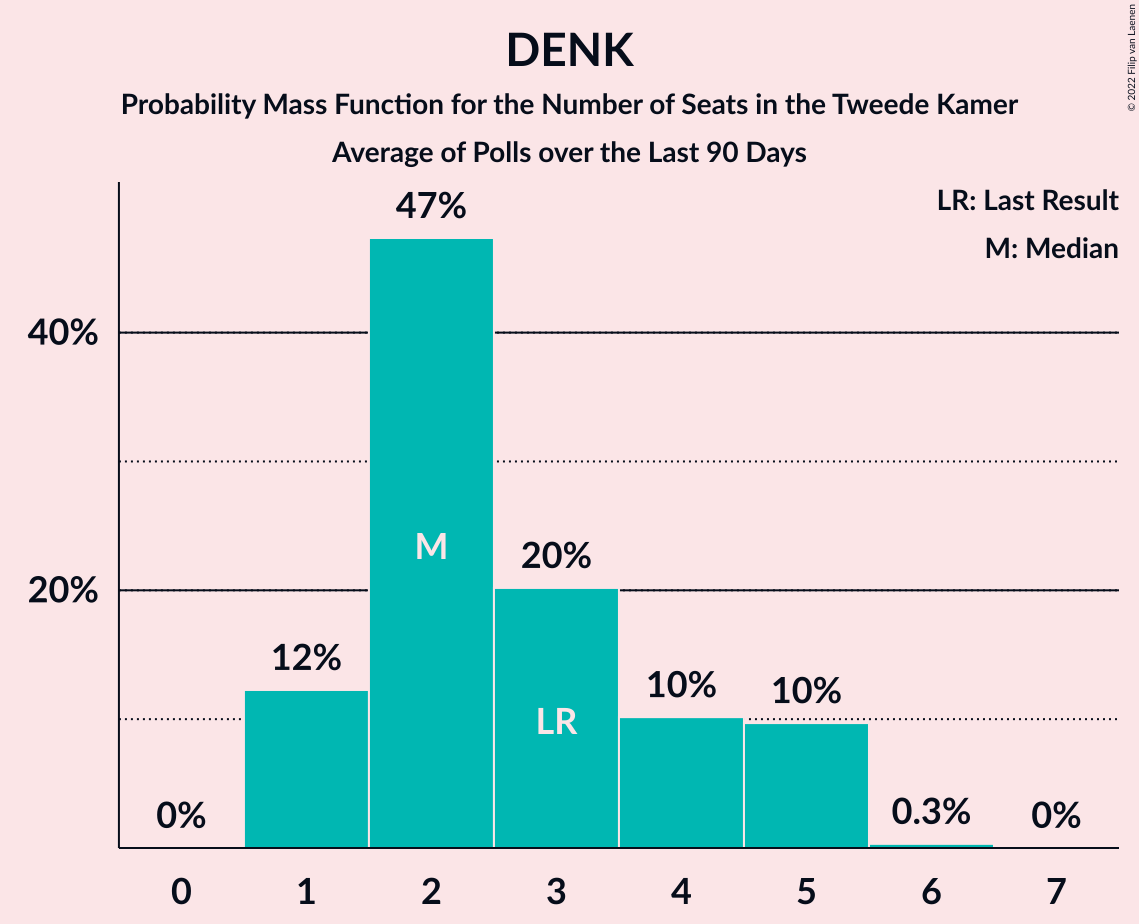 DENK
Probability Mass Function for the Number of Seats in the Tweede Kamer
Average of Polls over the Last 90 Days
© 2022 Filip van Laenen
LR: Last Result
M: Median
47%
40%
M
20%
20%
12%
10%
10%
LR
0%
0.3%
0%
0 1 2 3 4 5 6 7